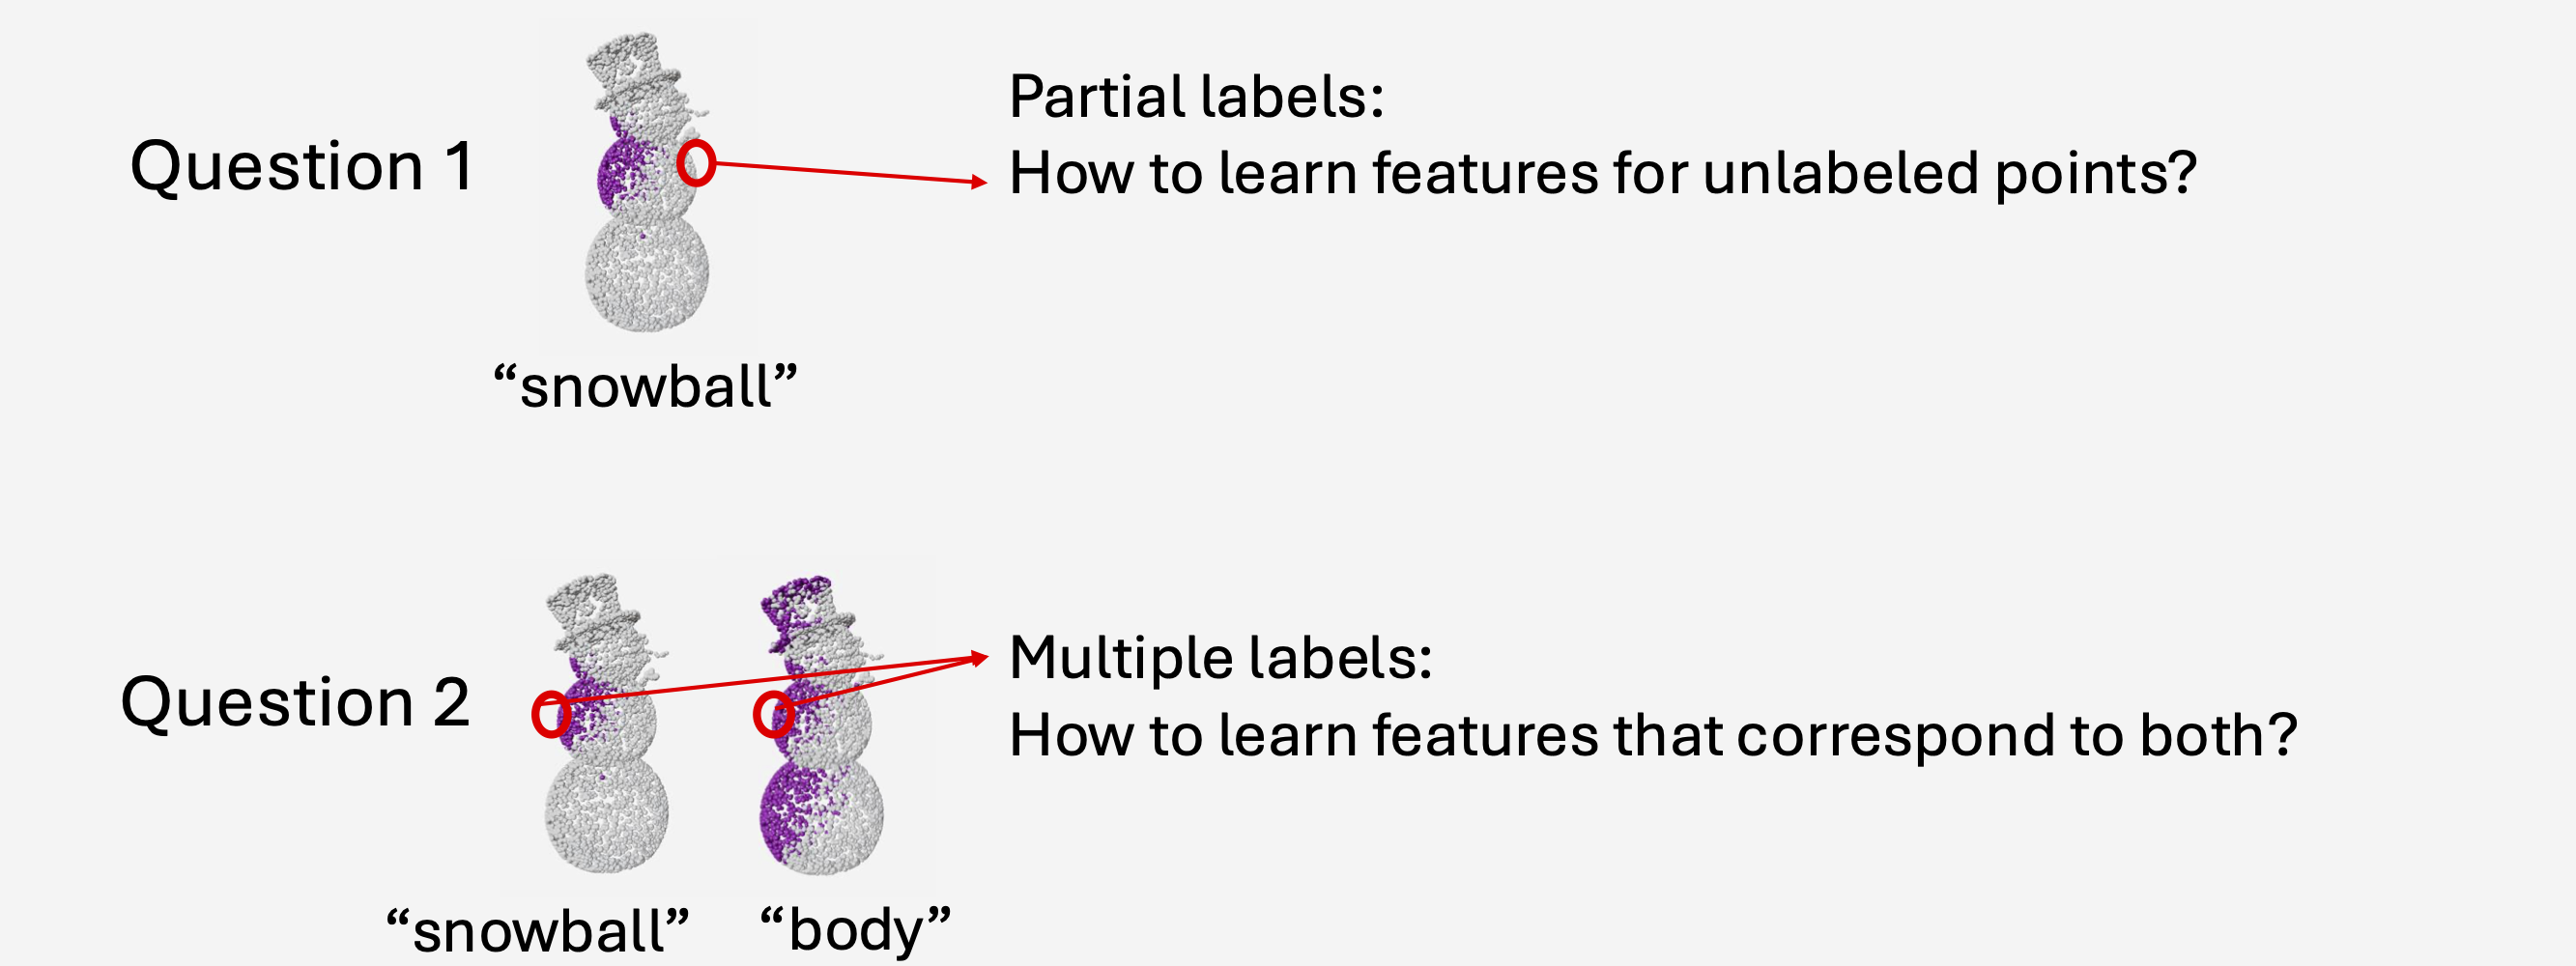 Question 1
Partial labels:
How to learn features for unlabeled points?
“snowball”
Question 2
Multiple labels:
How to learn features that correspond to both?
“snowball”
“body”